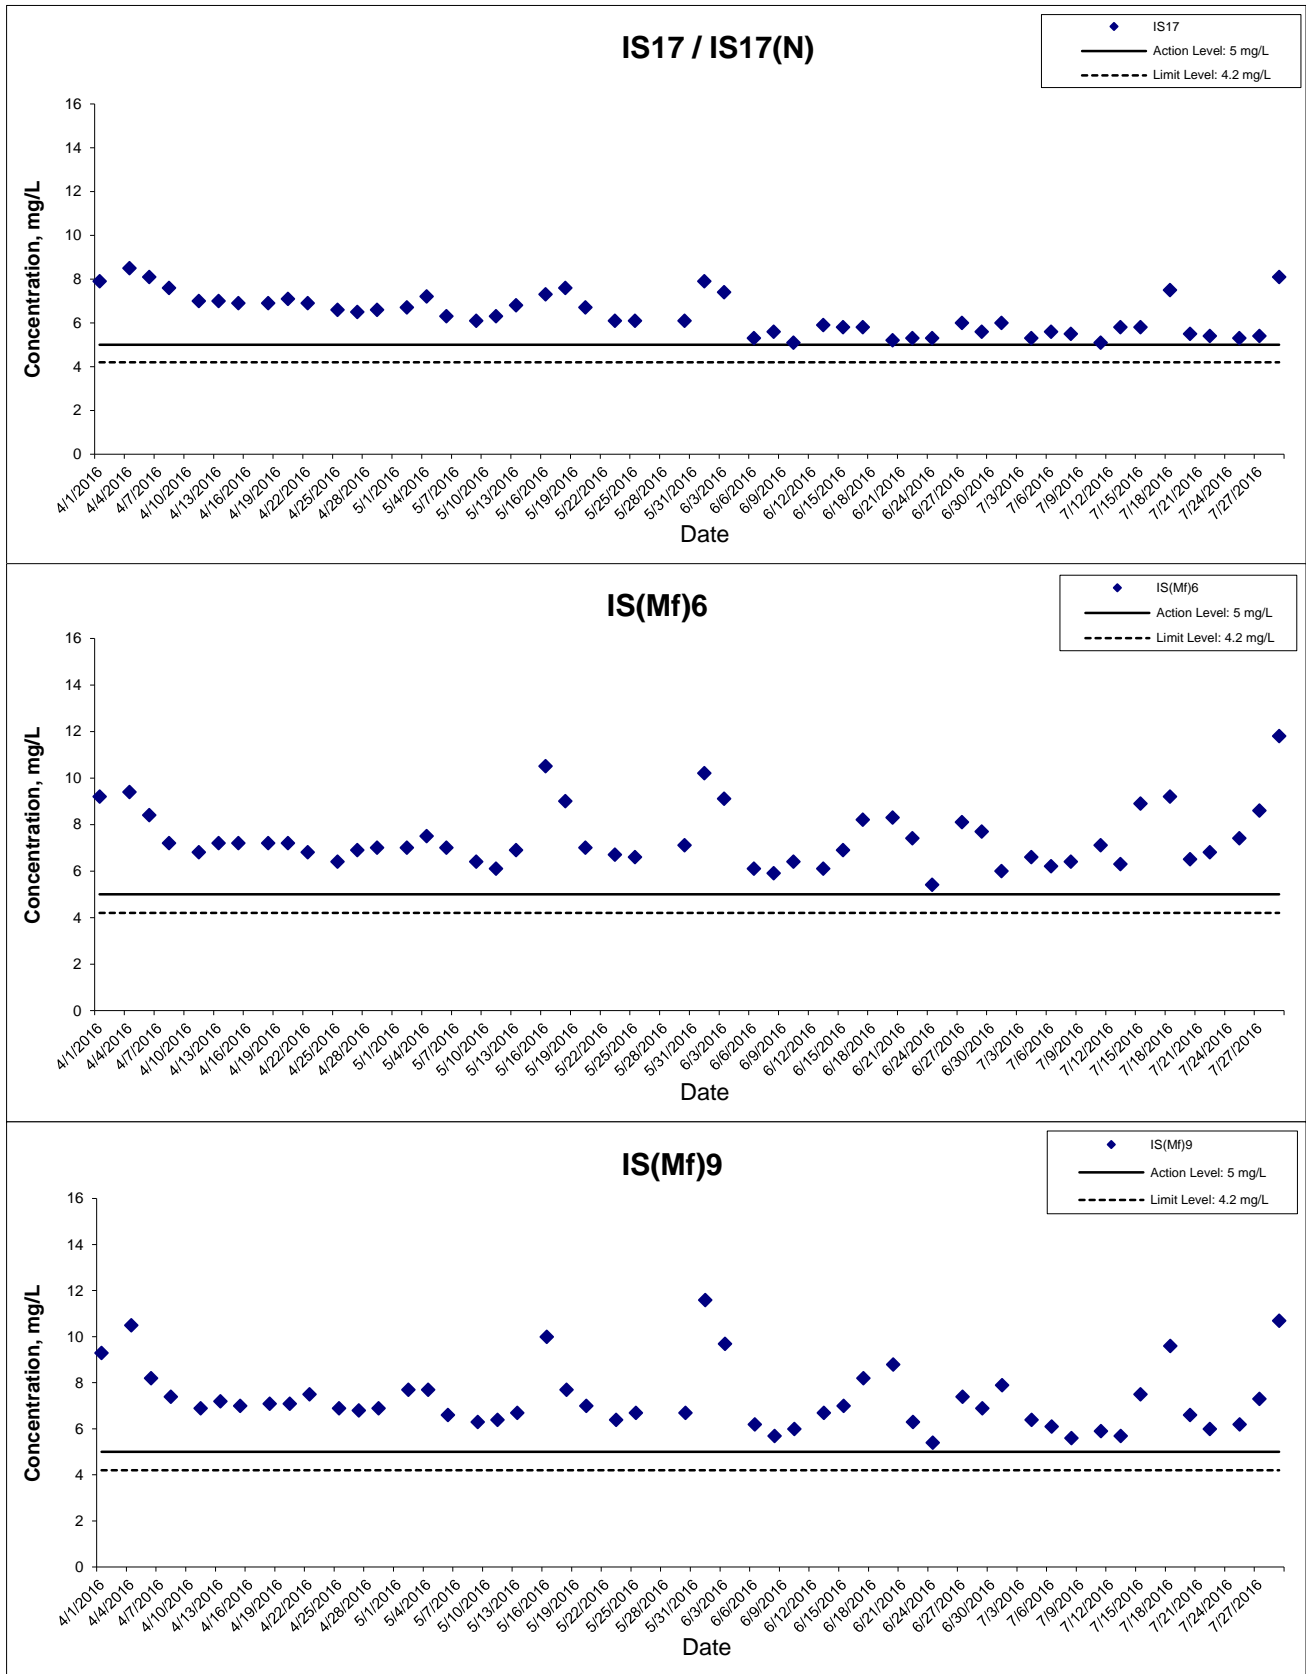 IS17 / IS17(N)
IS17
Action Level: 5 mg/L
Limit Level: 4.2 mg/L
Concentration, mg/L
16
14
12
10
8
6
4
2
0
4/1/2016 4/4/2016 4/7/2016 4/10/2016 4/13/2016 4/16/2016 4/19/2016 4/22/2016 4/25/2016 4/28/2016 5/1/2016 5/4/2016 5/7/2016 5/10/2016 5/13/2016 5/16/2016 5/19/2016 5/22/2016 5/25/2016 5/28/2016 5/31/2016 6/3/2016 6/6/2016 6/9/2016 6/12/2016 6/15/2016 6/18/2016 6/21/2016 6/24/2016 6/27/2016 6/30/2016 7/3/2016 7/6/2016 7/9/2016 7/12/2016 7/15/2016 7/18/2016 7/21/2016 7/24/2016 7/27/2016
Date
IS(Mf)6
IS(Mf)6
Action Level: 5 mg/L
Limit Level: 4.2 mg/L
Concentration, mg/L
16
14
12
10
8
6
4
2
0
4/1/2016 4/4/2016 4/7/2016 4/10/2016 4/13/2016 4/16/2016 4/19/2016 4/22/2016 4/25/2016 4/28/2016 5/1/2016 5/4/2016 5/7/2016 5/10/2016 5/13/2016 5/16/2016 5/19/2016 5/22/2016 5/25/2016 5/28/2016 5/31/2016 6/3/2016 6/6/2016 6/9/2016 6/12/2016 6/15/2016 6/18/2016 6/21/2016 6/24/2016 6/27/2016 6/30/2016 7/3/2016 7/6/2016 7/9/2016 7/12/2016 7/15/2016 7/18/2016 7/21/2016 7/24/2016 7/27/2016
Date
IS(Mf)9
IS(Mf)9
Action Level: 5 mg/L
Limit Level: 4.2 mg/L
Concentration, mg/L
16
14
12
10
8
6
4
2
0
4/1/2016 4/4/2016 4/7/2016 4/10/2016 4/13/2016 4/16/2016 4/19/2016 4/22/2016 4/25/2016 4/28/2016 5/1/2016 5/4/2016 5/7/2016 5/10/2016 5/13/2016 5/16/2016 5/19/2016 5/22/2016 5/25/2016 5/28/2016 5/31/2016 6/3/2016 6/6/2016 6/9/2016 6/12/2016 6/15/2016 6/18/2016 6/21/2016 6/24/2016 6/27/2016 6/30/2016 7/3/2016 7/6/2016 7/9/2016 7/12/2016 7/15/2016 7/18/2016 7/21/2016 7/24/2016 7/27/2016
Date